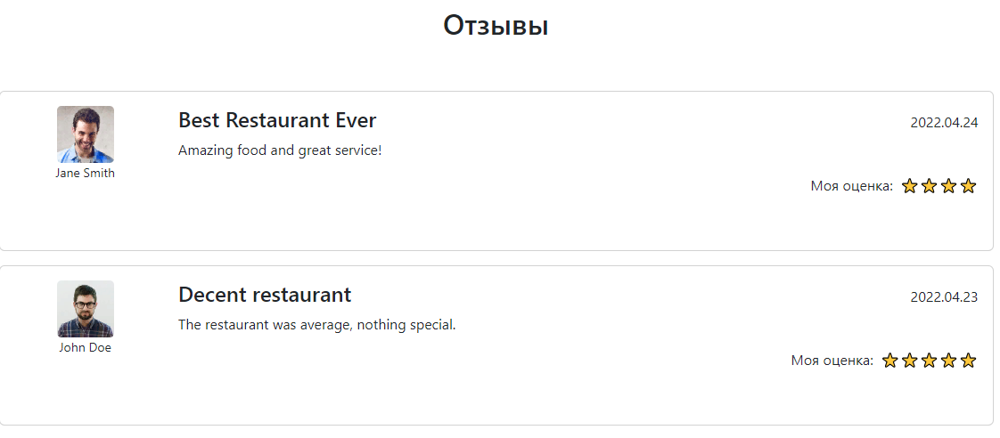 Отзывы
Best Restaurant Ever
2022.04.24
Amazing food and great service!
Jane Smith
Моя оценка:
Decent restaurant
2022.04.23
The restaurant was average, nothing special.
John Doe
Моя оценка: